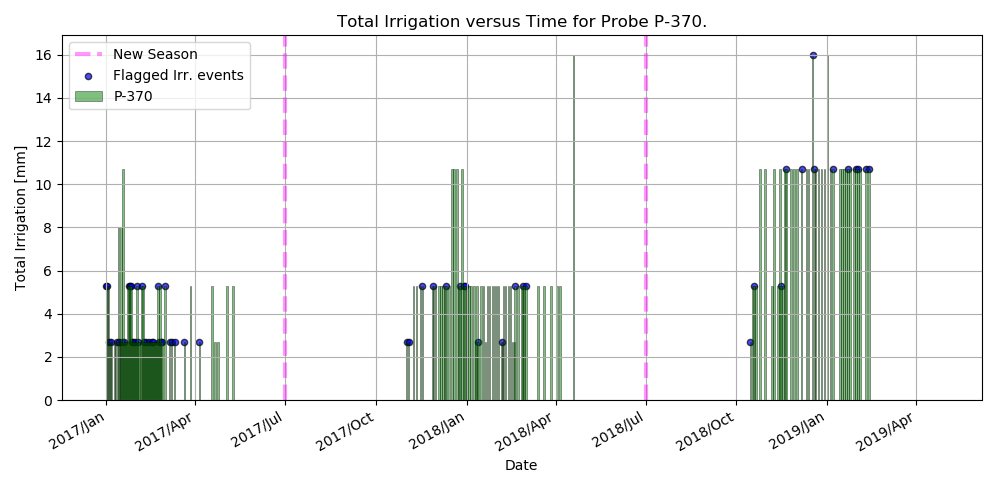 Total Irrigation versus Time for Probe P-370.
New Season
Flagged Irr. events
P-370
Total Irrigation [mm]
16
14
12
10
8
6
4
2
0
2017/Jan
2017/Apr
2017/Jul
2017/Oct
2018/Jan
2018/Apr
2018/Jul
2018/Oct
2019/Jan
2019/Apr
Date